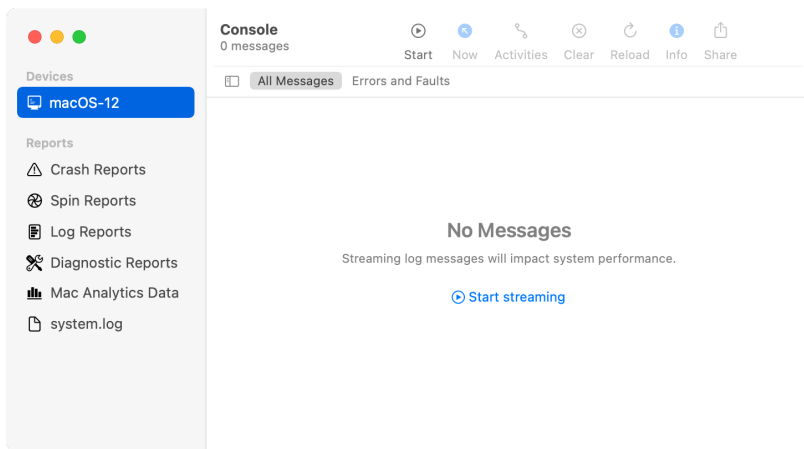 Console
0 messages
Start
Now
Activities
Clear
Reload
Info
Share
All Messages
Errors and Faults
Devices
macOS-12
Reports
Crash Reports
Spin Reports
Log Reports
Diagnostic Reports
Mac Analytics Data
system.log
No Messages
Streaming log messages will impact system performance.
Start streaming